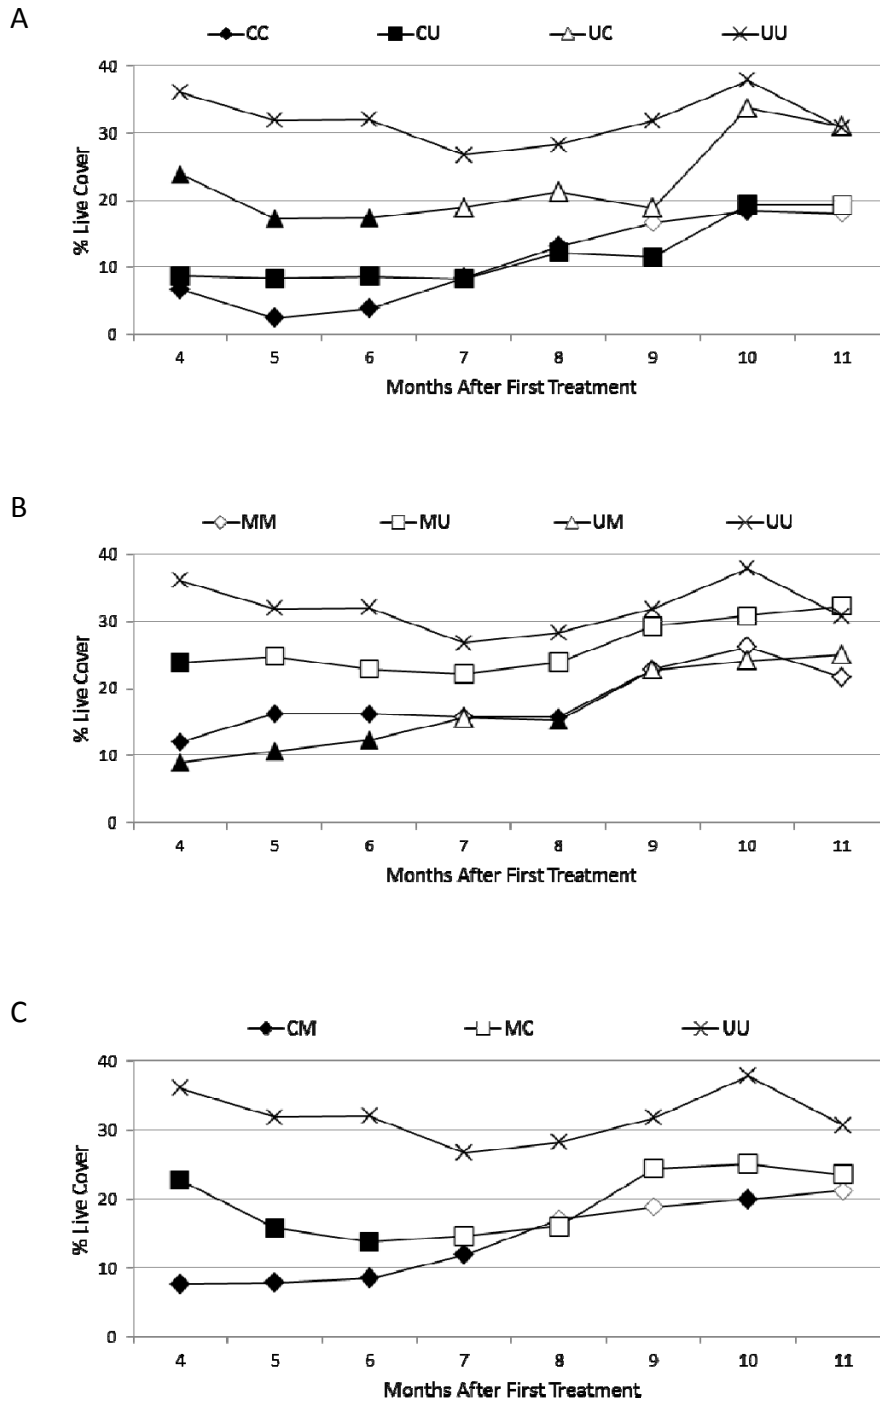 A
CC CU UC UU
40
30
20
10
0
% Live Cover
4 5 6 7 8 9 10 11
Months After First Treatment
B
MM MU UM UU
40
30
20
10
0
% Live Cover
4 5 6 7 8 9 10 11
Months After First Treatment
C
CM MC UU
40
30
20
10
0
% Live Cover
4 5 6 7 8 9 10 11
Months After First Treatment